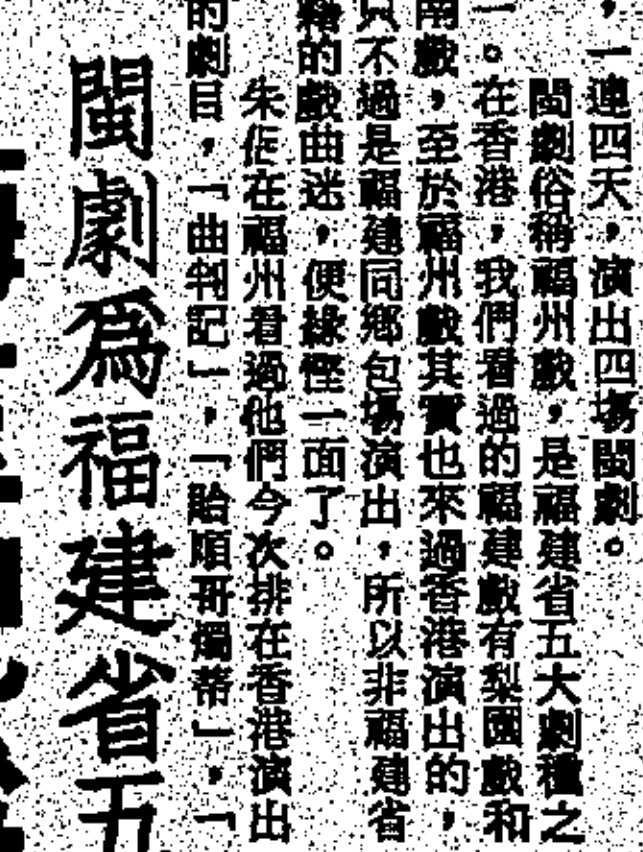 ，一連四天，演出四場閩劇。
閩劇俗稱福州戲，是福建省五大劇種之
一。在香港，我們看過的福建戲有梨園戲和
南戲，至於福州戲其實也來過香港演出的，
只不過是福建同鄉包場演出，所以非福建省
籍的戲曲迷，便緣慳一面了。
朱在福州看過他們今次排在香港演出
的劇目，「曲判記」，「貽順哥燭蒂」，「
閩劇爲福建省五